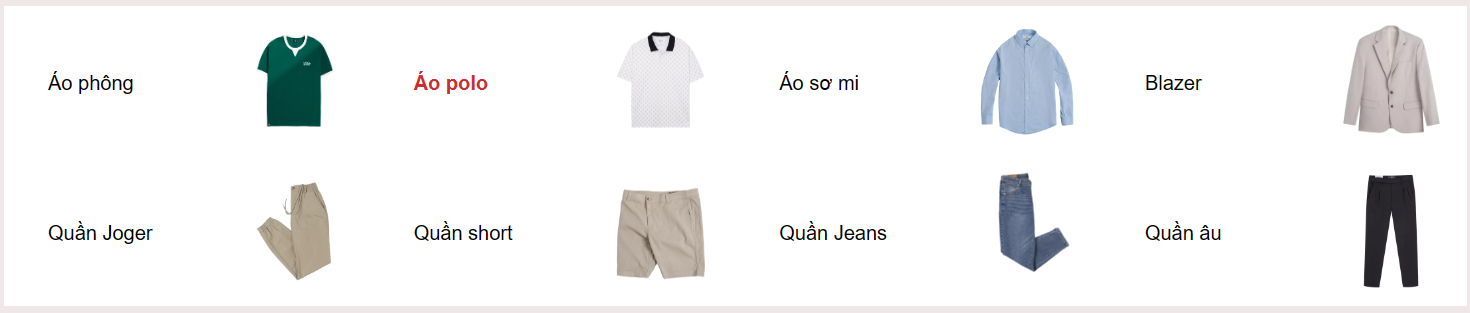 Áo phông
Áo polo
Áo sơ mi
Blazer
Quần Joger
Quần short
Quần Jeans
Quần âu